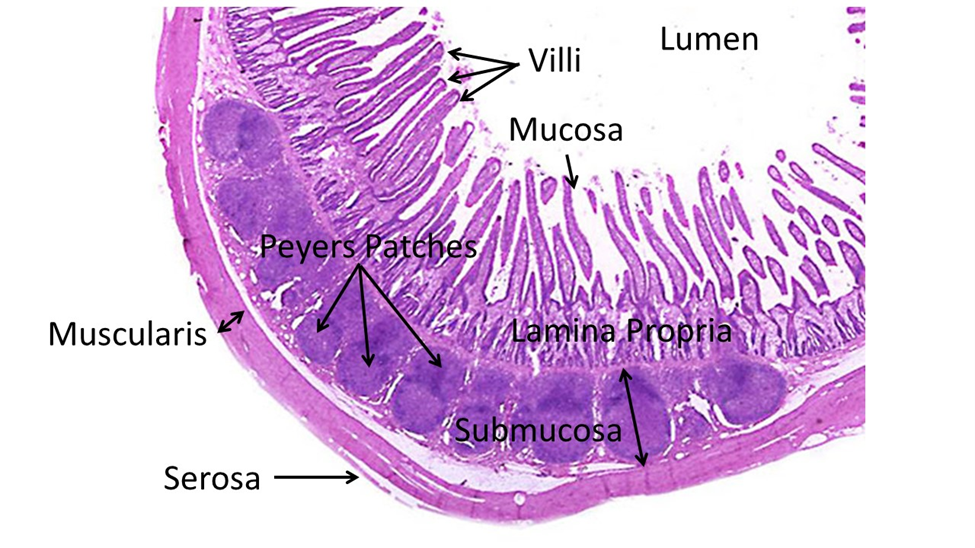 Lumen
Villi
Mucosa
Peyers Patches
Lamina Propria
Muscularis
Submucosa
Serosa